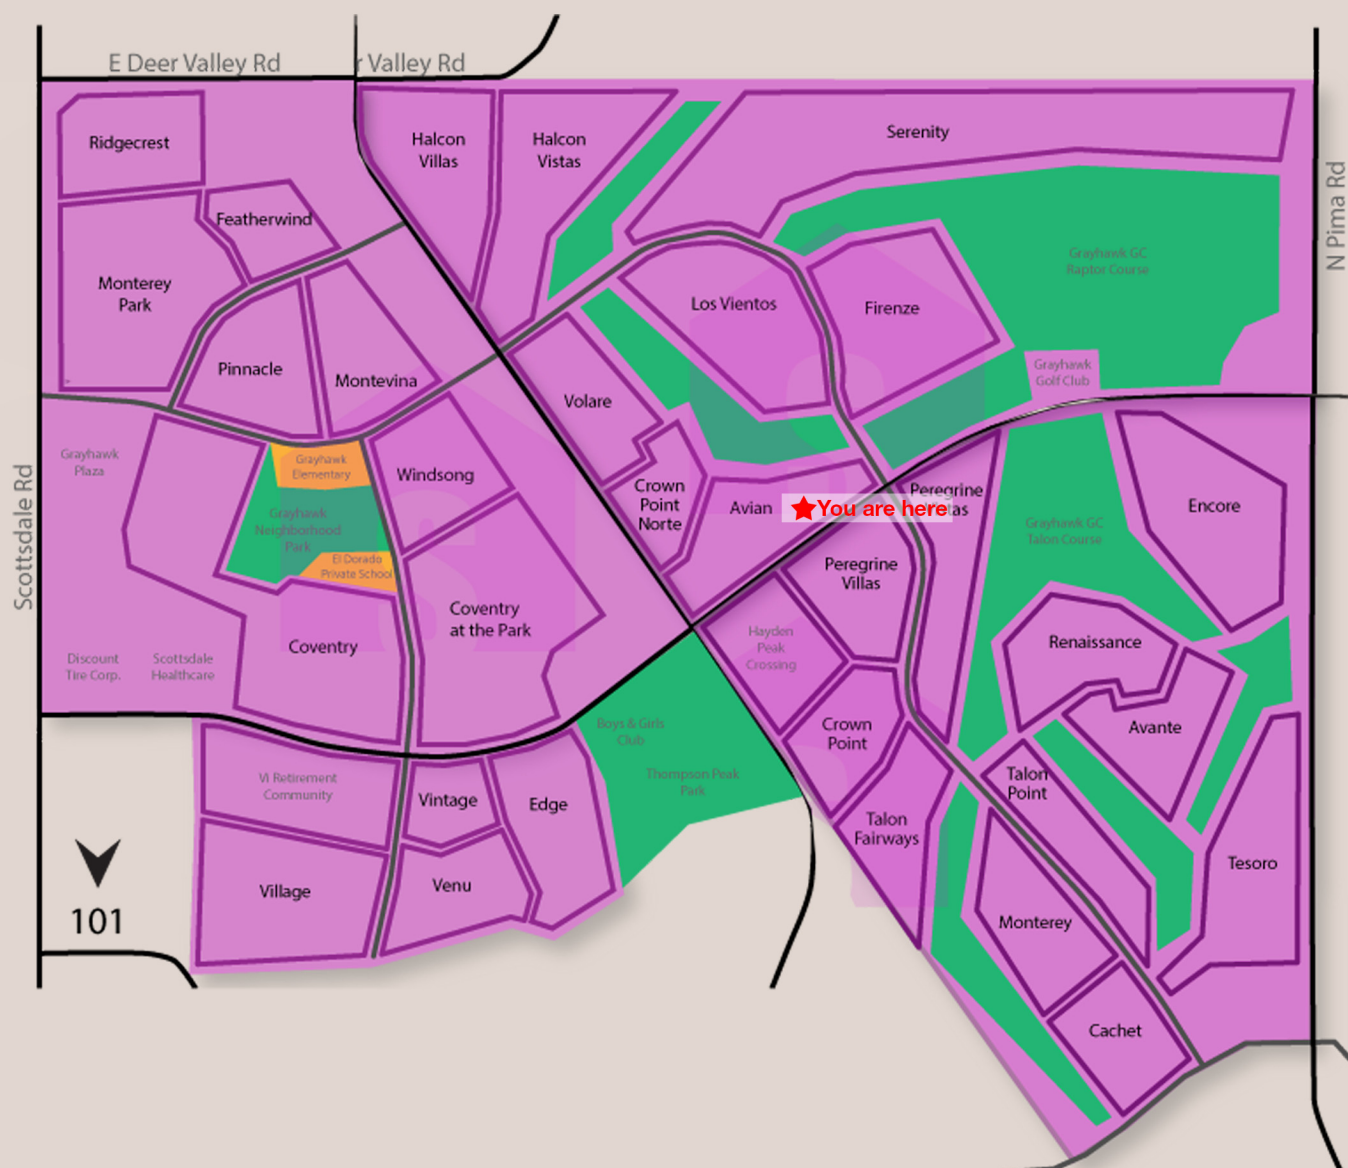 E Deer Valley Rd
r Valley Rd
Ridgecrest
Halcon
Villas
Halcon
Vistas
Serenity
Featherwind
Monterey
Park
Los Vientos
Firenze
Grayhawk GC
Raptor Course
N Pima Rd
Pinnacle
Montevina
Volare
Grayhawk
Golf Club
Grayhawk
Plaza
Scottsdale Rd
Grayhawk
Elementary
Windsong
Grayhawk
Neighborhood
Park
El Dorado
Private School
Crown
Point
Norte
Avian
You are here
Peregrine
Peregrine
Villas
Grayhawk GC
Talon Course
Encore
Coventry
at the Park
Coventry
Discount
Tire Corp.
Scottsdale
Healthcare
Hayden
Peak
Crossing
Renaissance
Avante
Crown
Point
Boys & Girls
Club
Thompson Peak
Park
Vi Retirement
Community
Vintage
Edge
Talon
Point
Talon
Fairways
Village
Venu
Tesoro
101
Monterey
Cachet